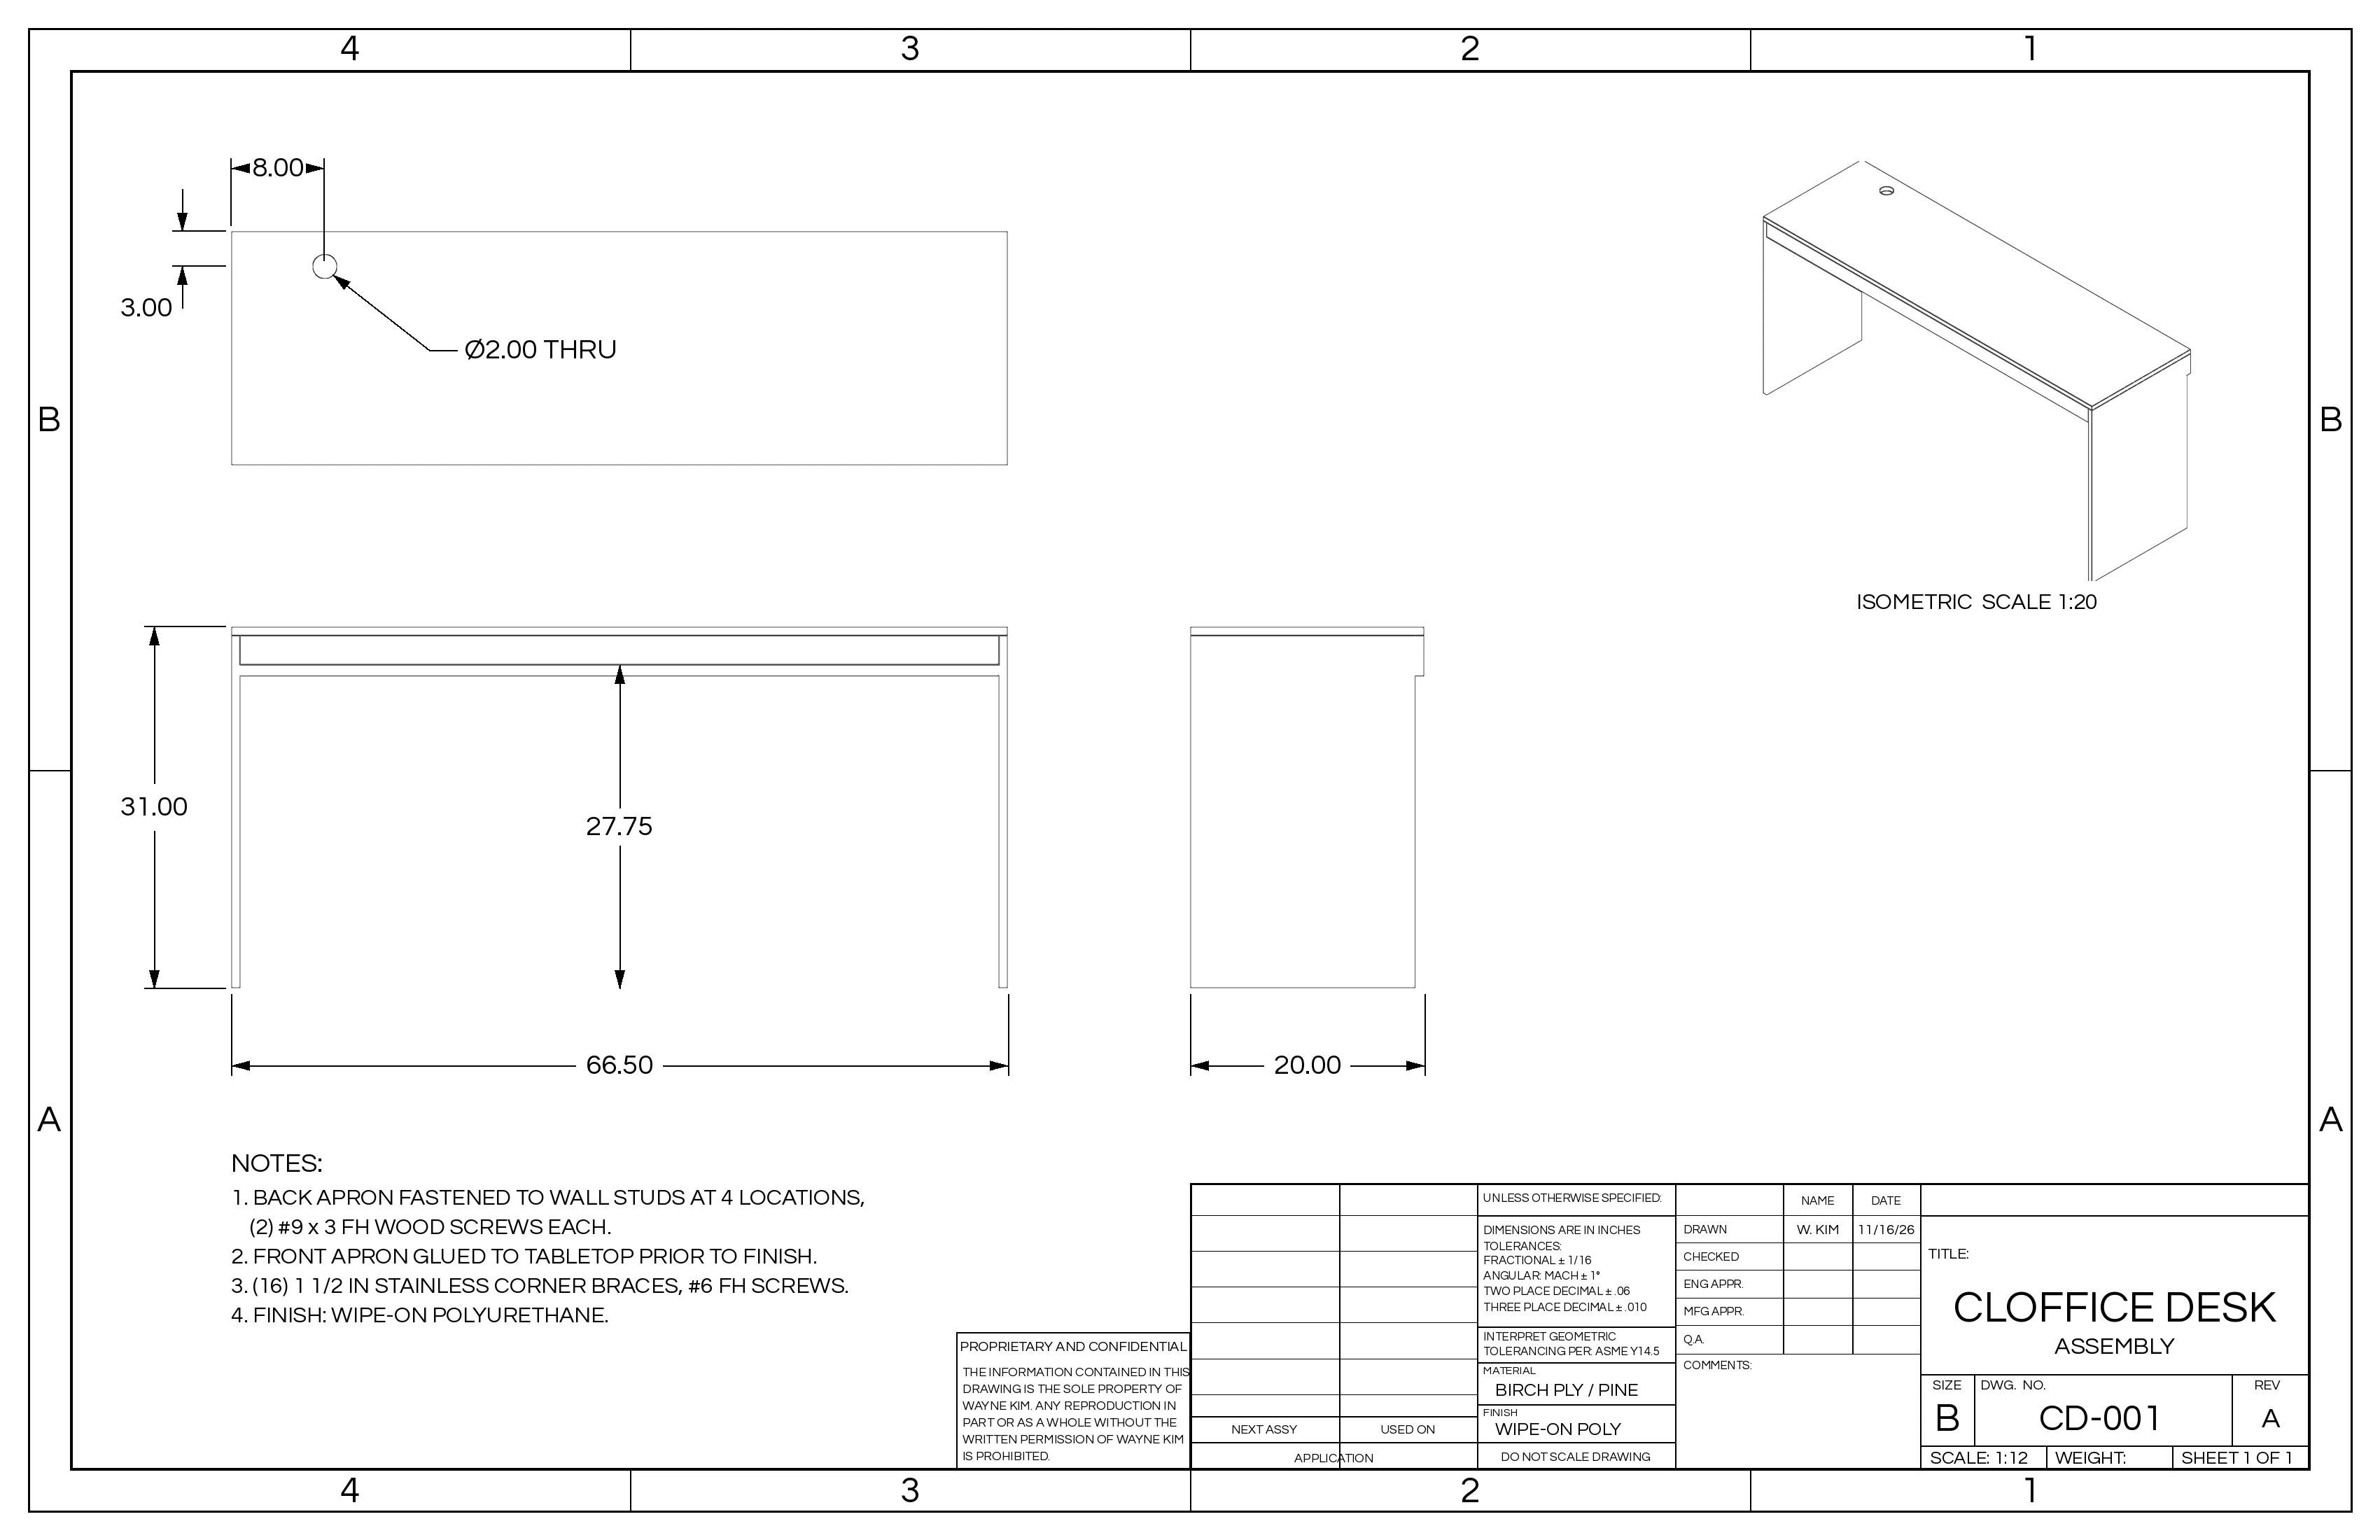 4 3 2 1
8.00
3.00
Ø2.00 THRU
B B
ISOMETRIC SCALE 1:20
31.00
27.75
66.50
20.00
A A
NOTES:
1. BACK APRON FASTENED TO WALL STUDS AT 4 LOCATIONS,
(2) #9 x 3 FH WOOD SCREWS EACH.
2. FRONT APRON GLUED TO TABLETOP PRIOR TO FINISH.
3. (16) 1 1/2 IN STAINLESS CORNER BRACES, #6 FH SCREWS.
4. FINISH: WIPE-ON POLYURETHANE.
PROPRIETARY AND CONFIDENTIAL
THE INFORMATION CONTAINED IN THIS
DRAWING IS THE SOLE PROPERTY OF
WAYNE KIM. ANY REPRODUCTION IN
PART OR AS A WHOLE WITHOUT THE
WRITTEN PERMISSION OF WAYNE KIM
IS PROHIBITED.
NEXT ASSY USED ON
APPLICATION
UNLESS OTHERWISE SPECIFIED:
DIMENSIONS ARE IN INCHES
TOLERANCES:
FRACTIONAL ± 1/16
ANGULAR: MACH ± 1°
TWO PLACE DECIMAL ± .06
THREE PLACE DECIMAL ± .010
INTERPRET GEOMETRIC
TOLERANCING PER: ASME Y14.5
MATERIAL
BIRCH PLY / PINE
FINISH
WIPE-ON POLY
DO NOT SCALE DRAWING
NAME DATE
DRAWN W. KIM 11/16/26
CHECKED
ENG APPR.
MFG APPR.
Q.A.
COMMENTS:
TITLE:
CLOFFICE DESK
ASSEMBLY
SIZE DWG. NO. REV
B CD-001 A
SCALE: 1:12 WEIGHT: SHEET 1 OF 1
4 3 2 1